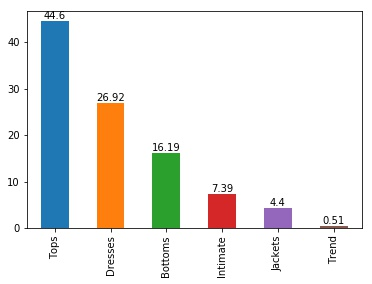 44.6
40
30
26.92
20
16.19
10
7.39
4.4
0.51
0
Tops
Dresses
Bottoms
Intimate
Jackets
Trend